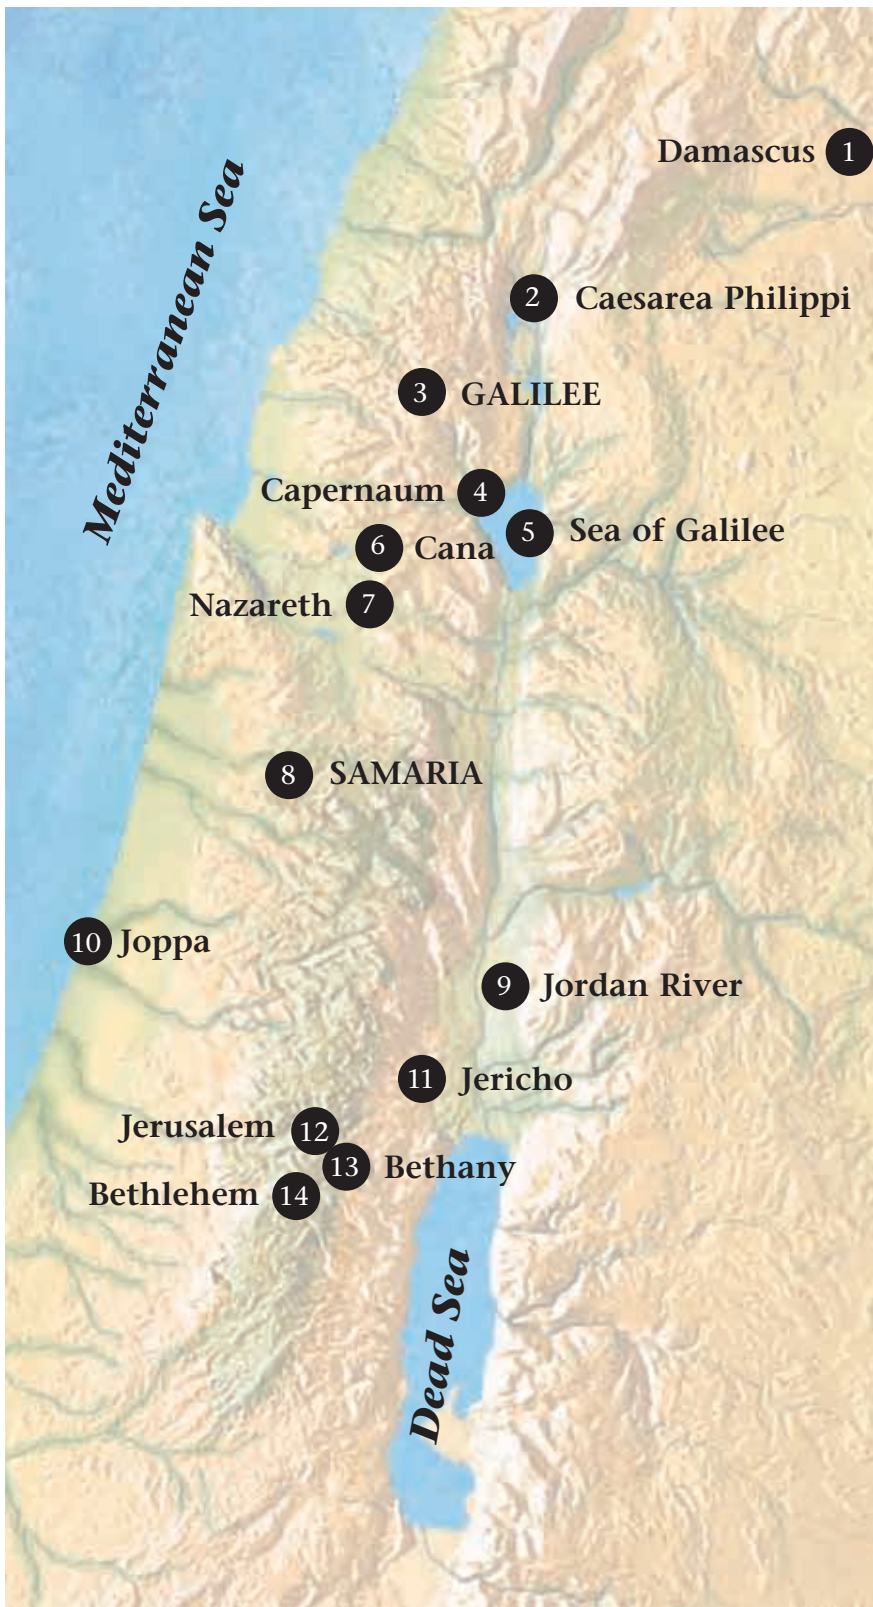 Damascus 1
Mediterranean Sea
2 Caesarea Philippi
3 GALILEE
Capernaum 4
5 Sea of Galilee
6 Cana
Nazareth 7
8 SAMARIA
10 Joppa
9 Jordan River
11 Jericho
Jerusalem 12
13 Bethany
Bethlehem 14
Dead Sea